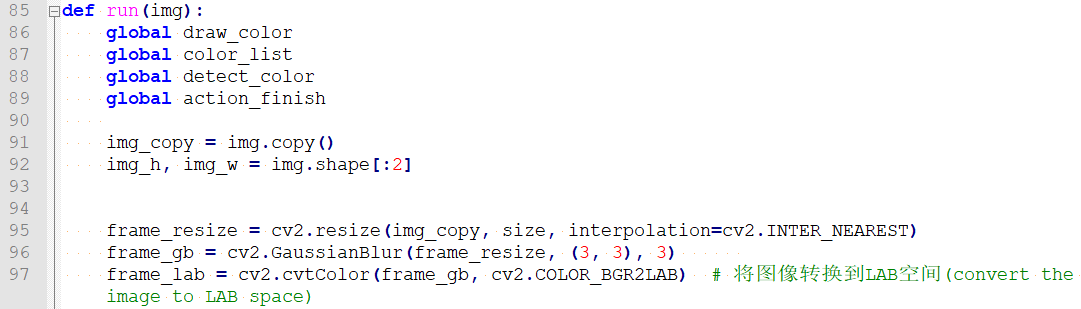 85 def run(img):
86     global draw_color
87     global color_list
88     global detect_color
89     global action_finish
90
91     img_copy = img.copy()
92     img_h, img_w = img.shape[:2]
93
94
95     frame_resize = cv2.resize(img_copy, size, interpolation=cv2.INTER_NEAREST)
96     frame_gb = cv2.GaussianBlur(frame_resize, (3, 3), 3)
97     frame_lab = cv2.cvtColor(frame_gb, cv2.COLOR_BGR2LAB)  # 将图像转换到LAB空间(convert the
image to LAB space)